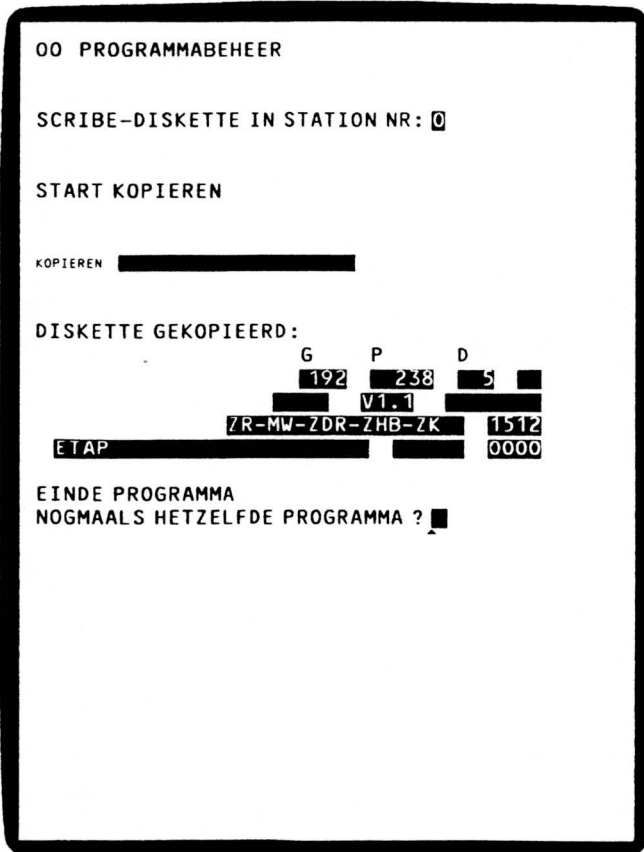 00 PROGRAMMABEHEER
SCRIBE-DISKETTE IN STATION NR: 0
START KOPIEREN
KOPIEREN
DISKETTE GEKOPIEERD:
G P D
192 238 5
V1.1
ZR-MW-ZDR-ZHB-ZK 1512
ETAP 0000
EINDE PROGRAMMA
NOGMAALS HETZELFDE PROGRAMMA ?